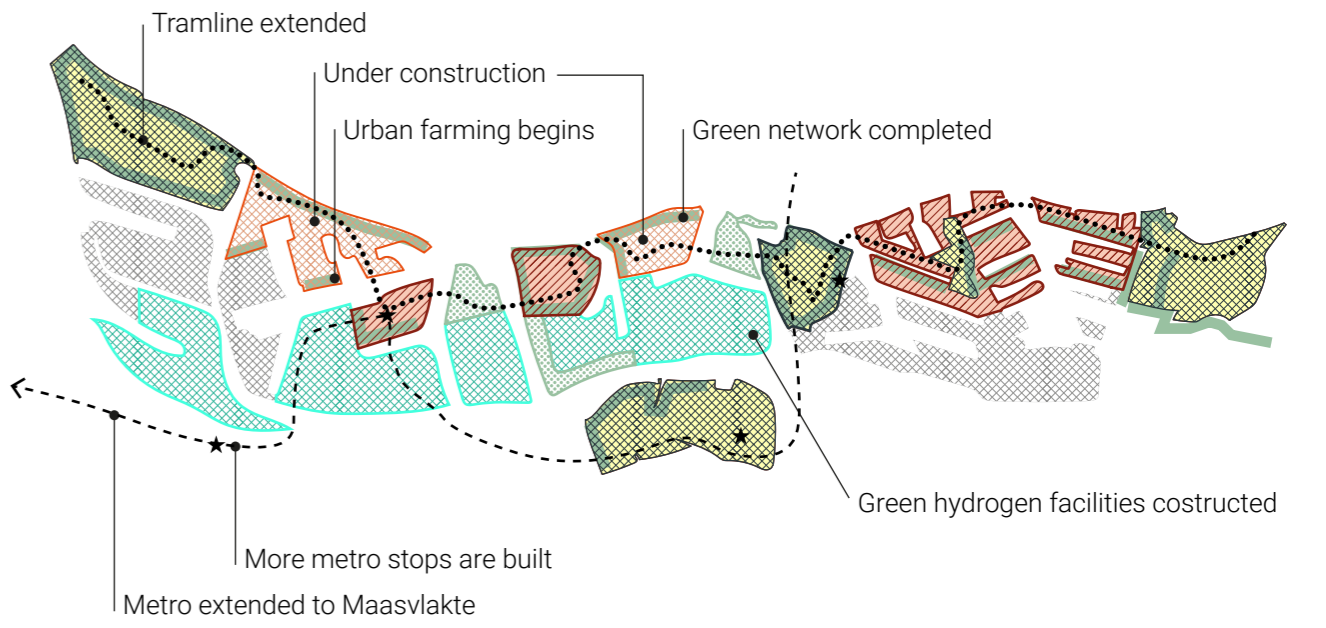 Tramline extended
Under construction
Urban farming begins
Green network completed
Green hydrogen facilities costructed
More metro stops are built
Metro extended to Maasvlakte